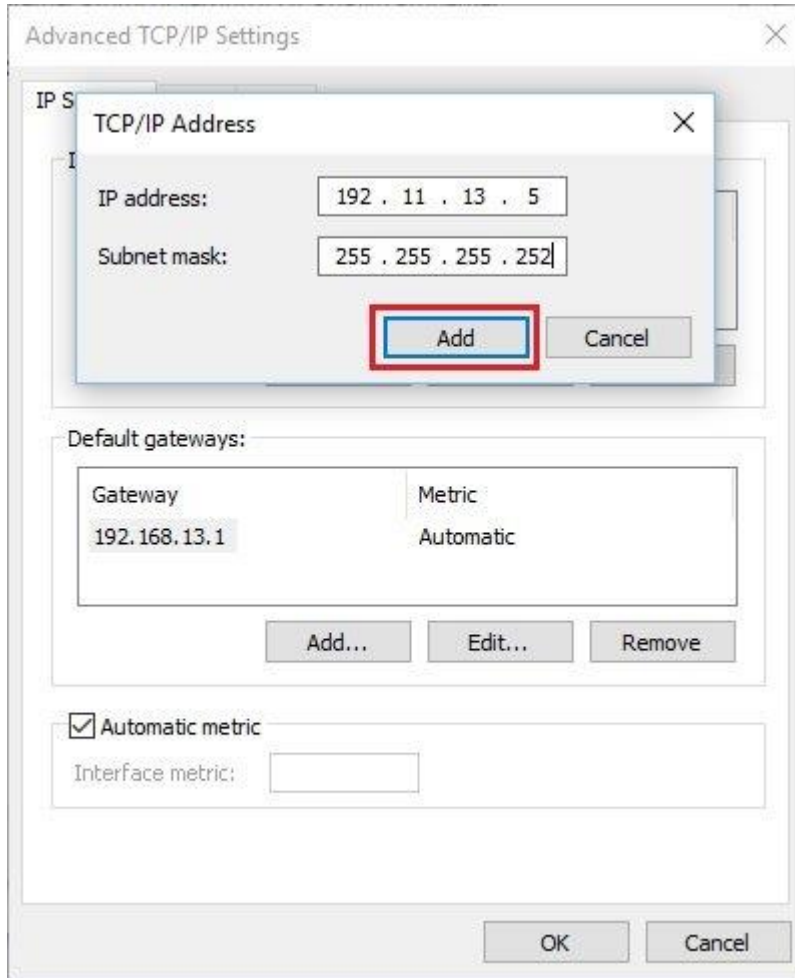 Advanced TCP/IP Settings
IP S
TCP/IP Address
I
IP address:
192 . 11 . 13 . 5
Subnet mask:
255 . 255 . 255 . 252
Add
Cancel
Default gateways:
Gateway Metric
192.168.13.1 Automatic
Add... Edit... Remove
Automatic metric
Interface metric:
OK Cancel